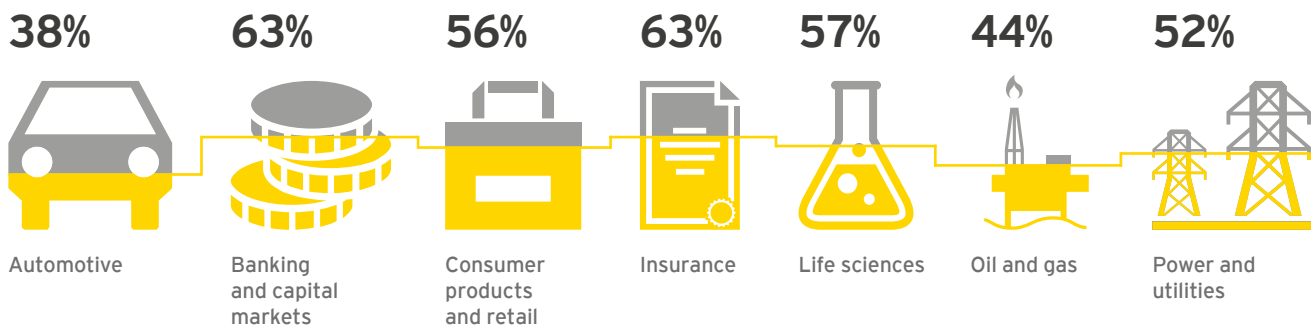 38% 63% 56% 63% 57% 44% 52%
Automotive
Banking
and capital
markets
Consumer
products
and retail
Insurance
Life sciences
Oil and gas
Power and
utilities